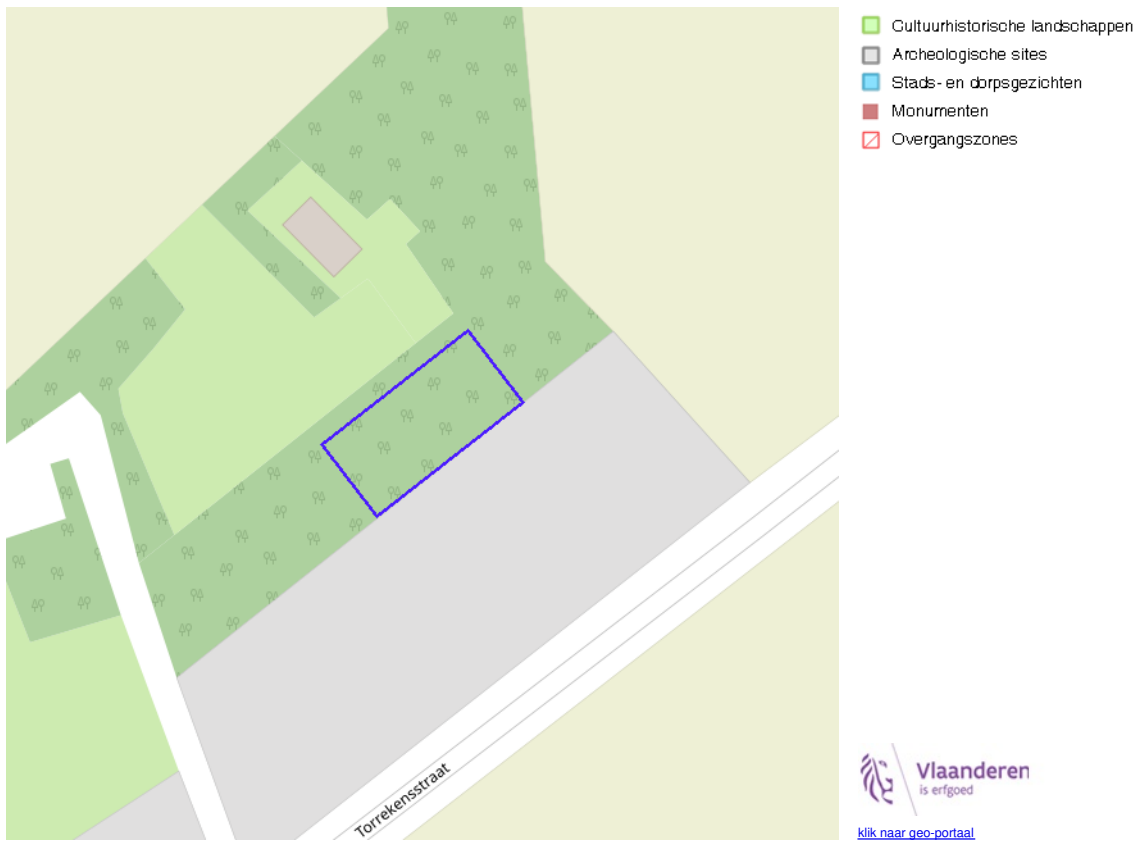 Cultuurhistorische landschappen
Archeologische sites
Stads- en dorpsgezichten
Monumenten
Overgangszones
Torrekensstraat
Vlaanderen
is erfgoed
klik naar geo-portaal